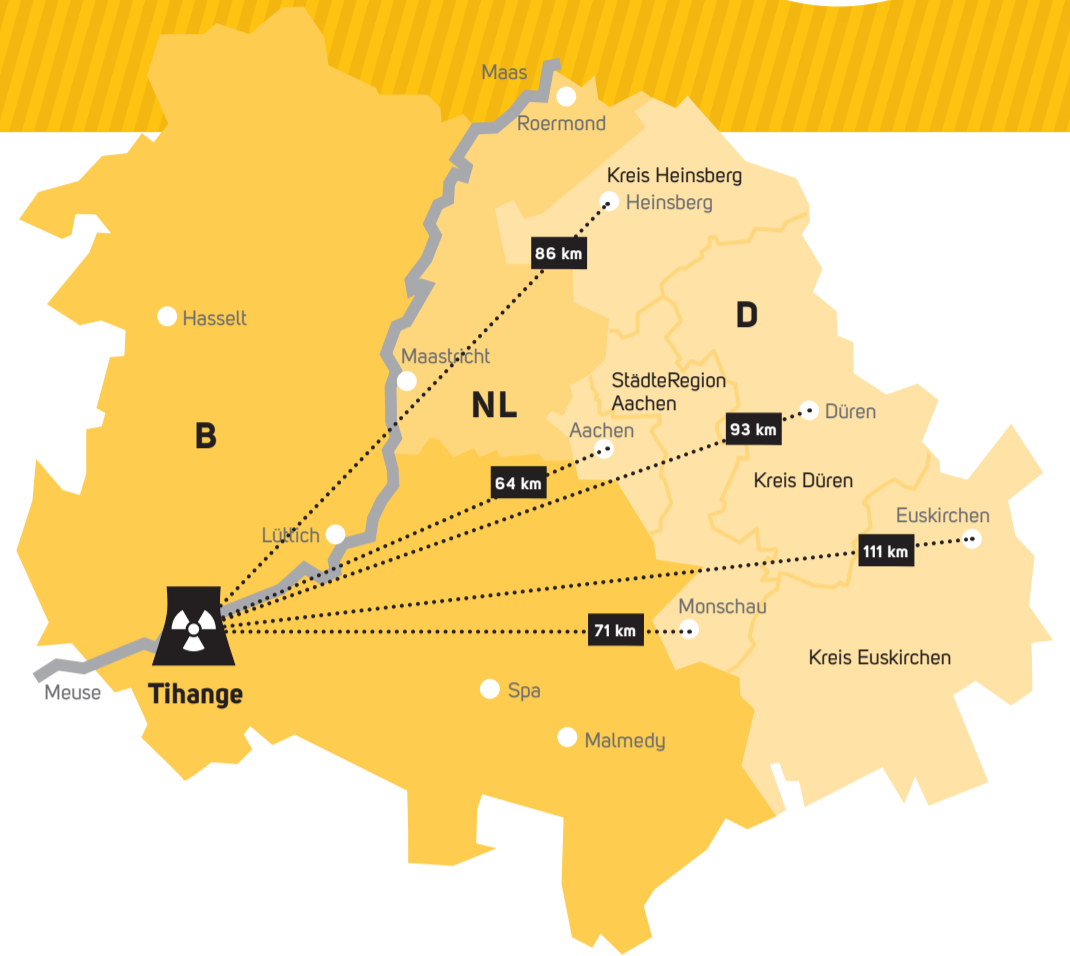 Maas
Roermond
Kreis Heinsberg
Heinsberg
86 km
Hasselt
D
Maastricht
StädteRegion
Aachen
NL
B
Aachen
93 km
Düren
64 km
Kreis Düren
Euskirchen
Lüttich
111 km
Monschau
71 km
Kreis Euskirchen
Meuse
Tihange
Spa
Malmedy